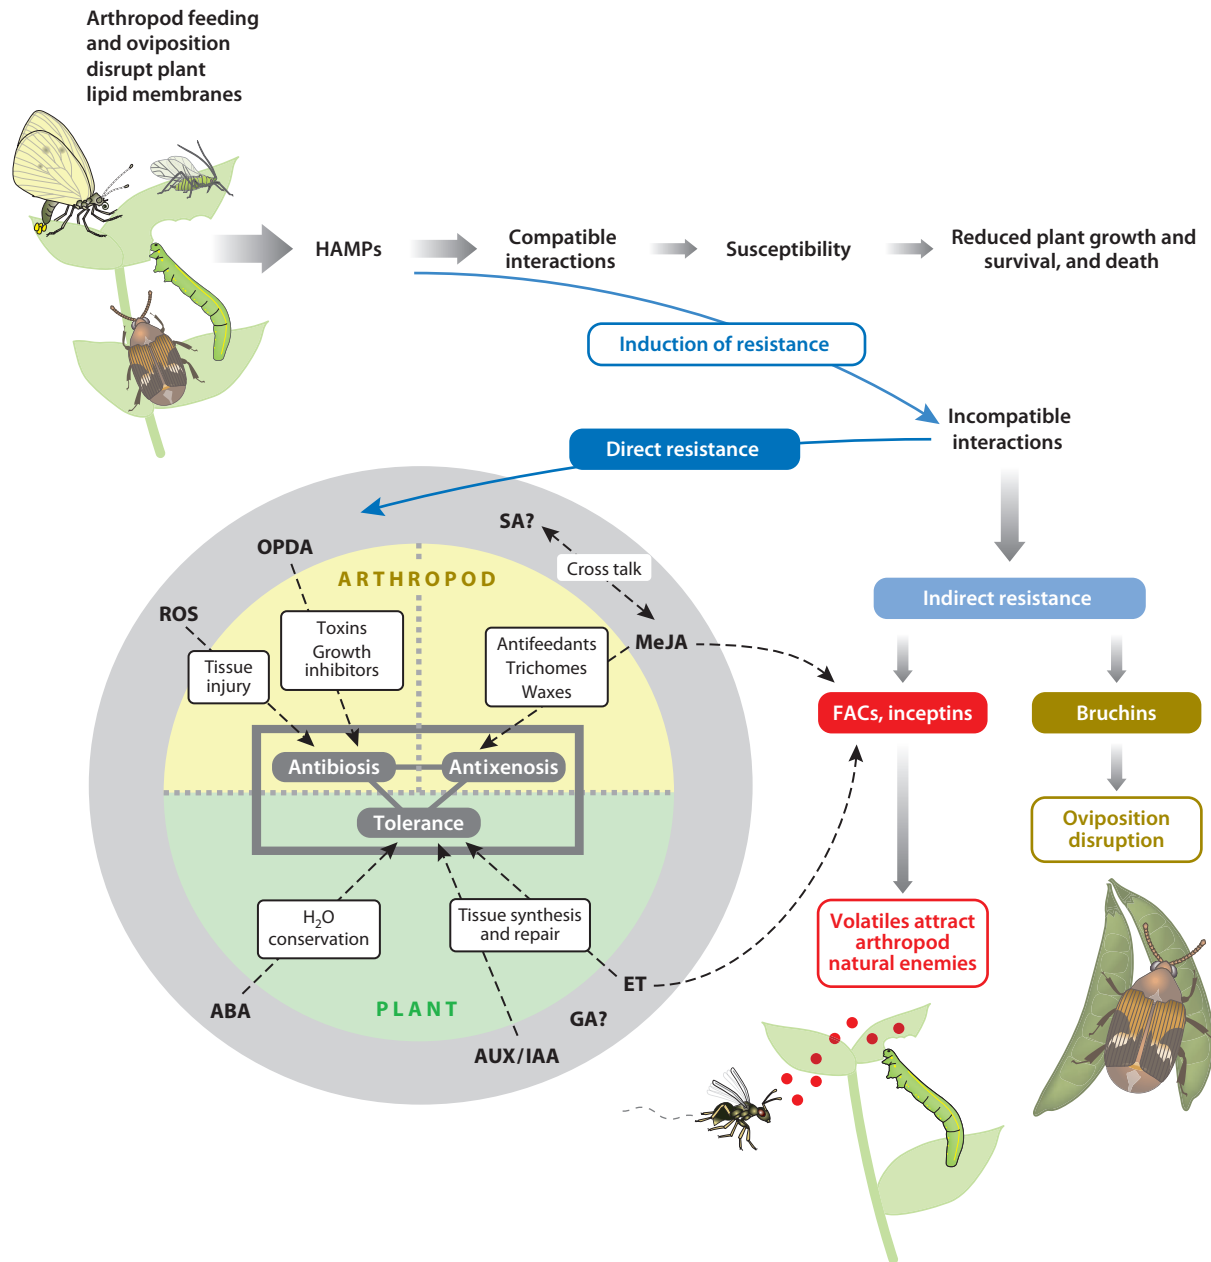 Arthropod feeding
and oviposition
disrupt plant
lipid membranes
HAMPs
Compatible
interactions
Susceptibility
Reduced plant growth and
survival, and death
Induction of resistance
Incompatible
interactions
Direct resistance
SA?
Cross talk
MeJA
OPDA
ROS
ARTHROPOD
Toxins
Growth
inhibitors
Tissue
injury
Antifeedants
Trichomes
Waxes
Antibiosis
Antixenosis
Tolerance
H₂O
conservation
Tissue synthesis
and repair
ABA
PLANT
AUX/IAA
GA?
ET
Indirect resistance
FACs, inceptins
Bruchins
Oviposition
disruption
Volatiles attract
arthropod
natural enemies